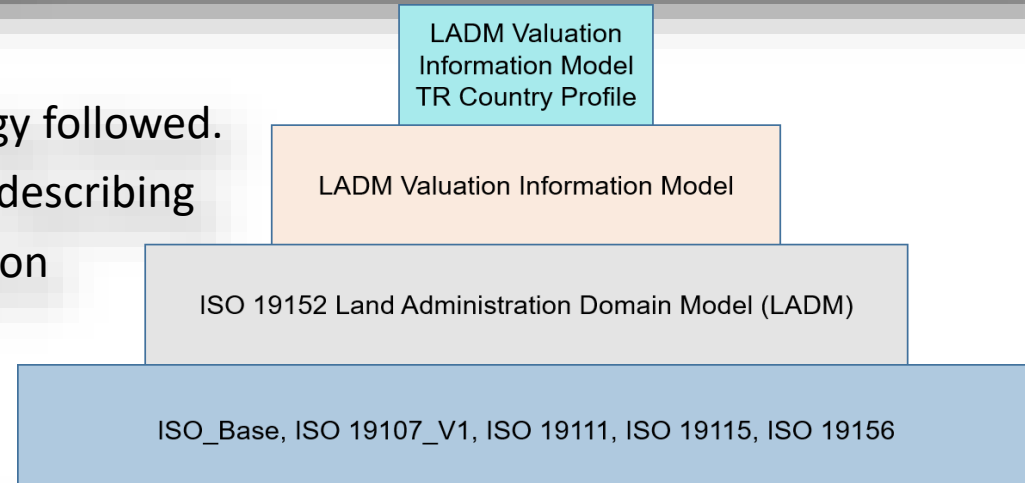 LADM Valuation
Information Model
TR Country Profile
gy followed.
describing
on
LADM Valuation Information Model
ISO 19152 Land Administration Domain Model (LADM)
ISO_Base, ISO 19107_V1, ISO 19111, ISO 19115, ISO 19156